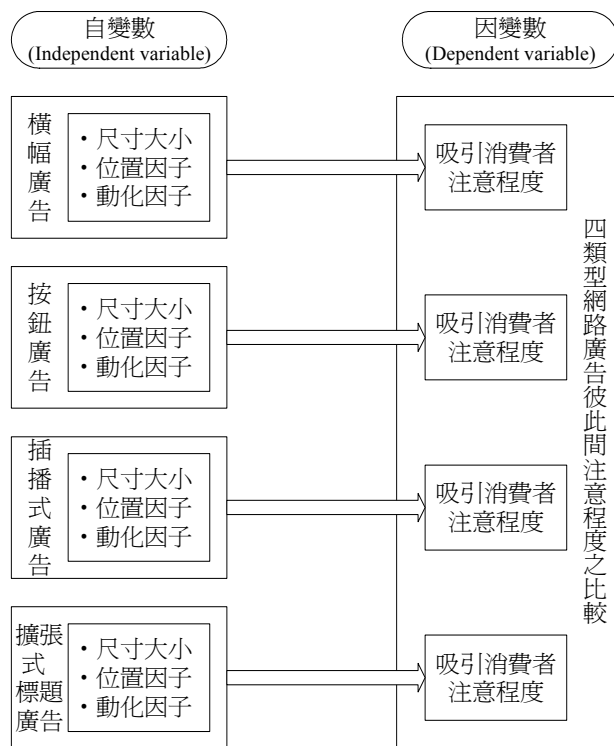 自變數
(Independent variable)
因變數
(Dependent variable)
橫幅廣告
・尺寸大小
・位置因子
・動化因子
吸引消費者
注意程度
按鈕廣告
・尺寸大小
・位置因子
・動化因子
吸引消費者
注意程度
插播式廣告
・尺寸大小
・位置因子
・動化因子
吸引消費者
注意程度
擴張
式
標題
廣告
・尺寸大小
・位置因子
・動化因子
吸引消費者
注意程度
四類型網路廣告彼此間注意程度之比較